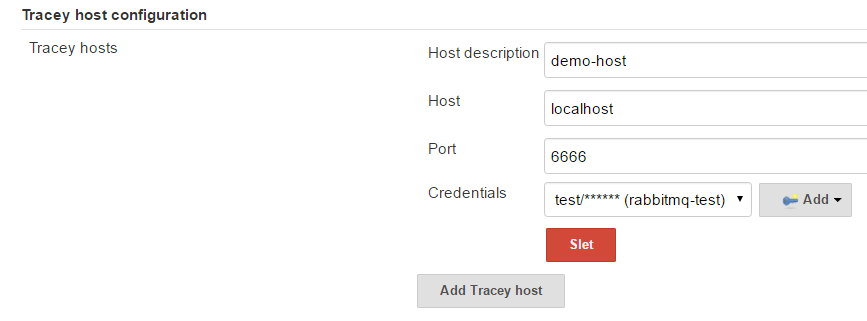 Tracey host configuration
Tracey hosts
Host description
demo-host
Host
localhost
Port
6666
Credentials
test/****** (rabbitmq-test)
Add
Slet
Add Tracey host